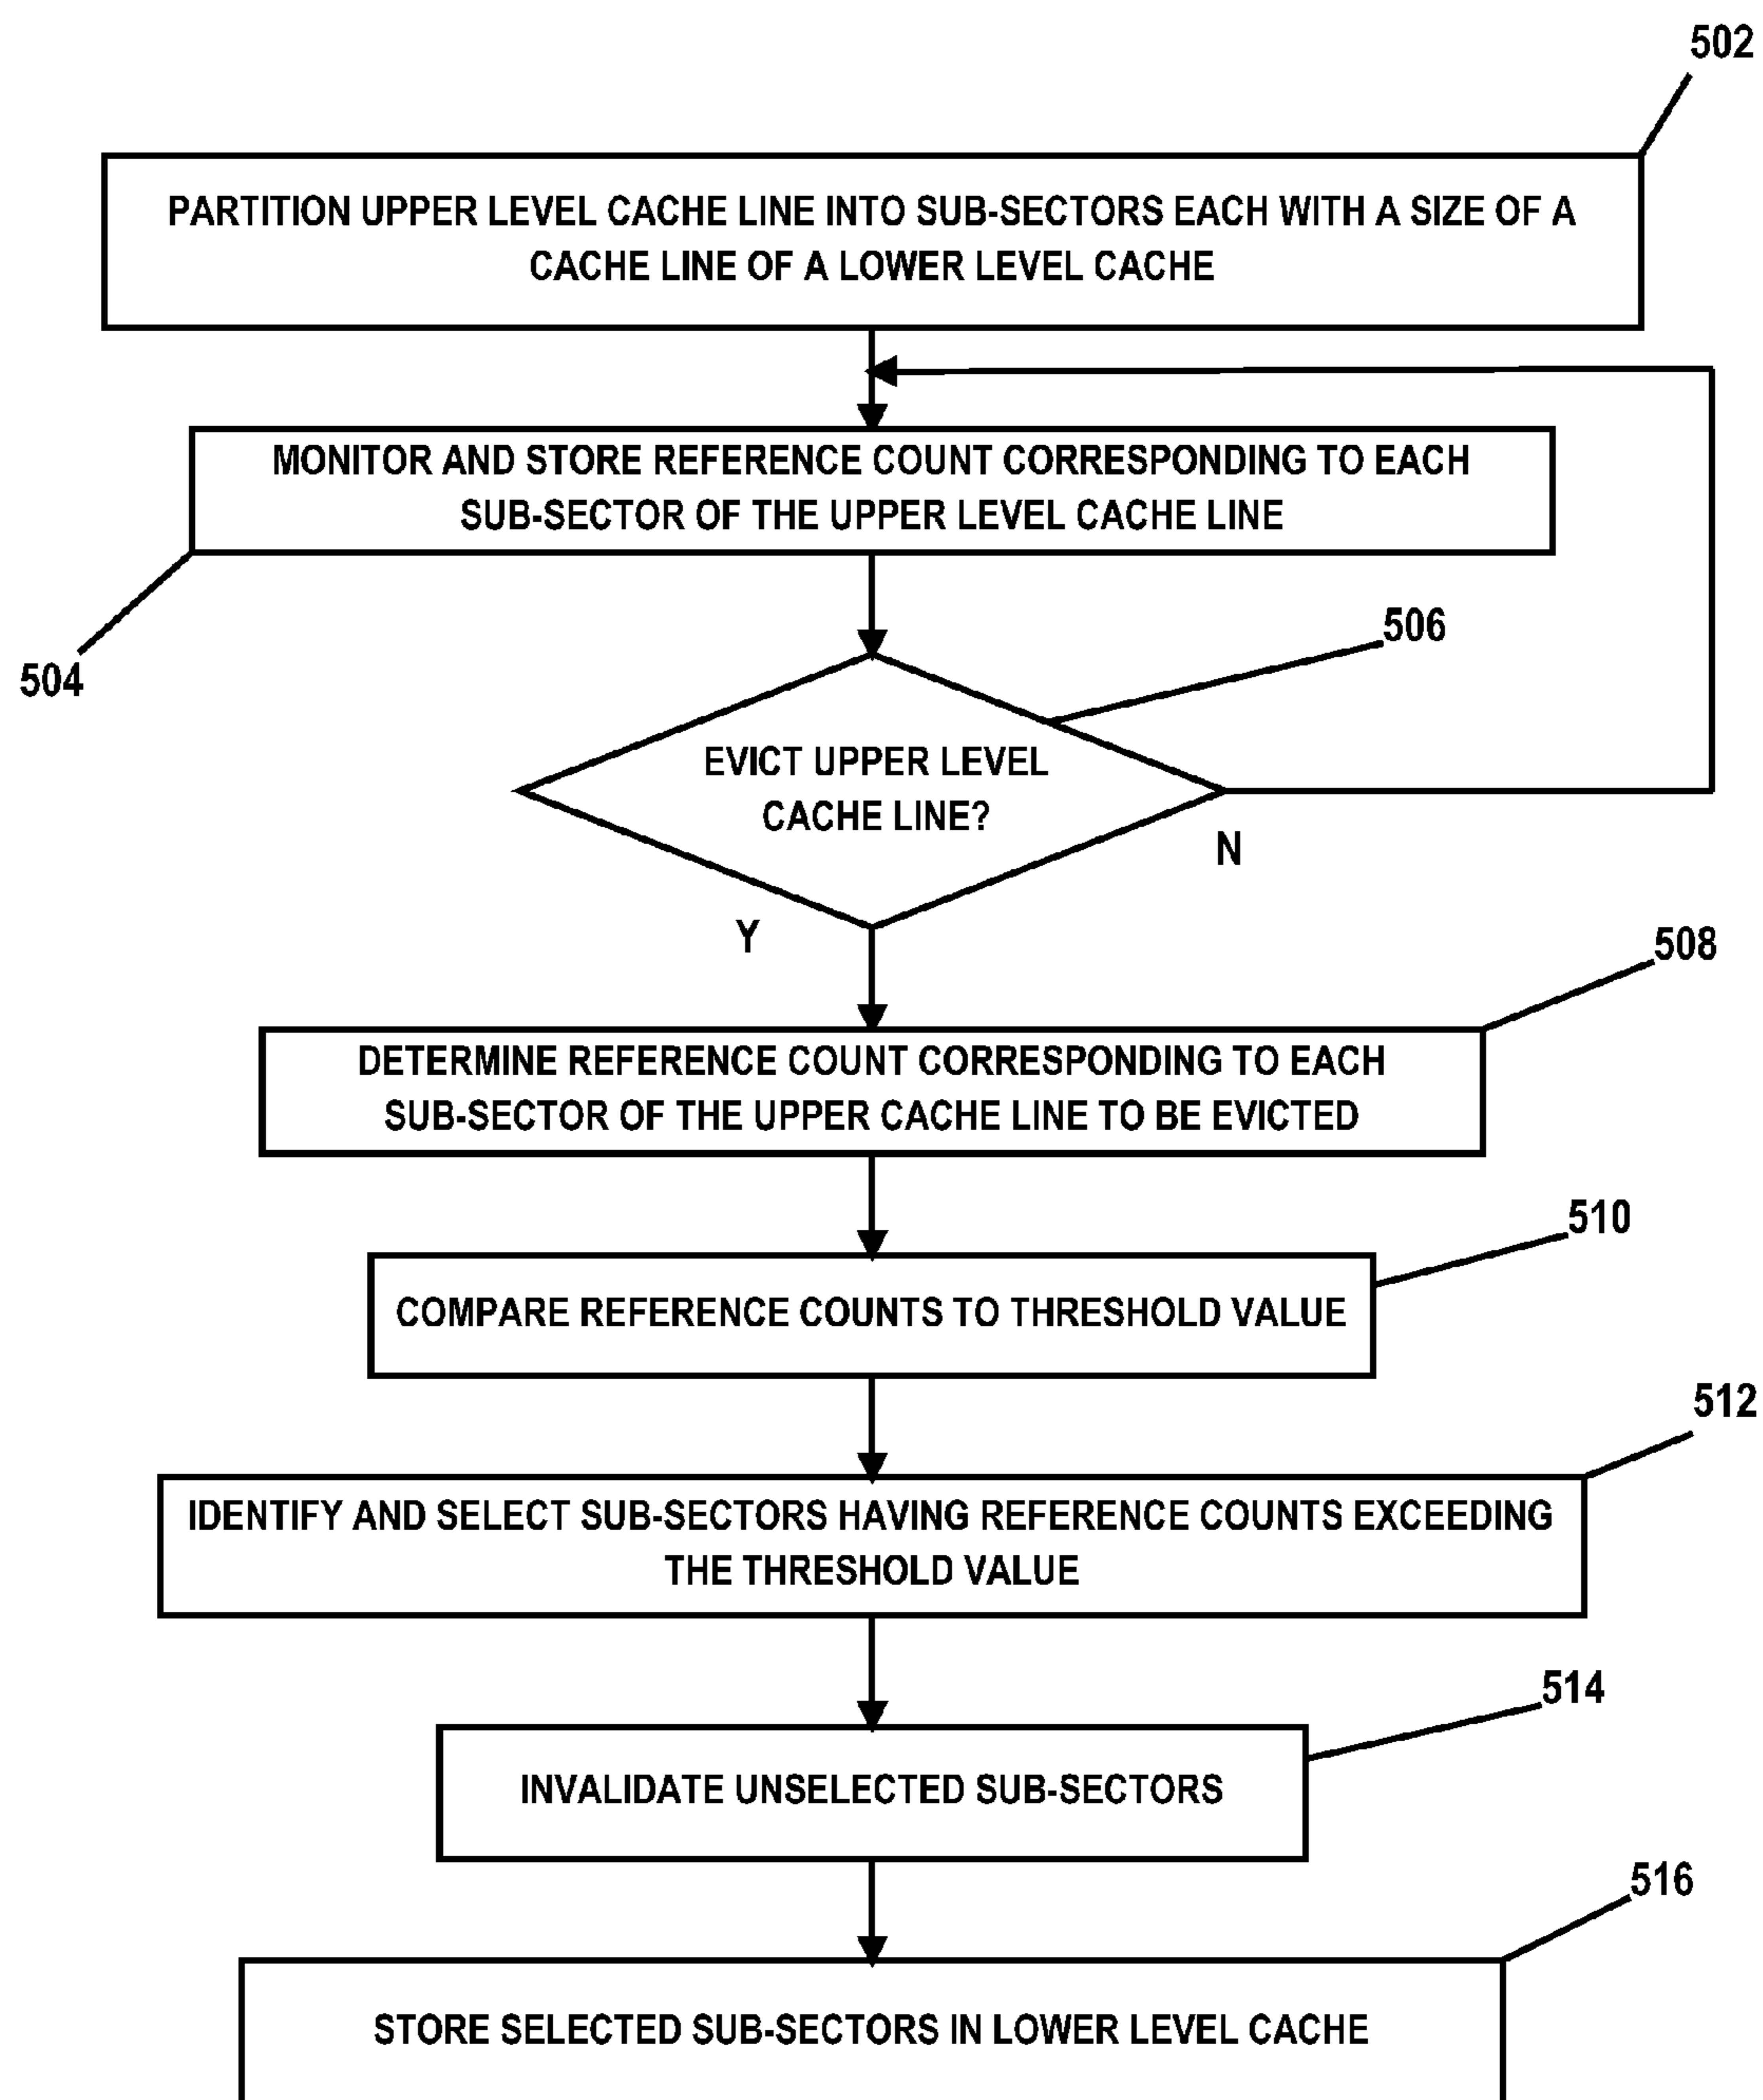 502
PARTITION UPPER LEVEL CACHE LINE INTO SUB-SECTORS EACH WITH A SIZE OF A
CACHE LINE OF A LOWER LEVEL CACHE
MONITOR AND STORE REFERENCE COUNT CORRESPONDING TO EACH
SUB-SECTOR OF THE UPPER LEVEL CACHE LINE
504
506
EVICT UPPER LEVEL
CACHE LINE?
N
Y
508
DETERMINE REFERENCE COUNT CORRESPONDING TO EACH
SUB-SECTOR OF THE UPPER CACHE LINE TO BE EVICTED
510
COMPARE REFERENCE COUNTS TO THRESHOLD VALUE
512
IDENTIFY AND SELECT SUB-SECTORS HAVING REFERENCE COUNTS EXCEEDING
THE THRESHOLD VALUE
514
INVALIDATE UNSELECTED SUB-SECTORS
516
STORE SELECTED SUB-SECTORS IN LOWER LEVEL CACHE